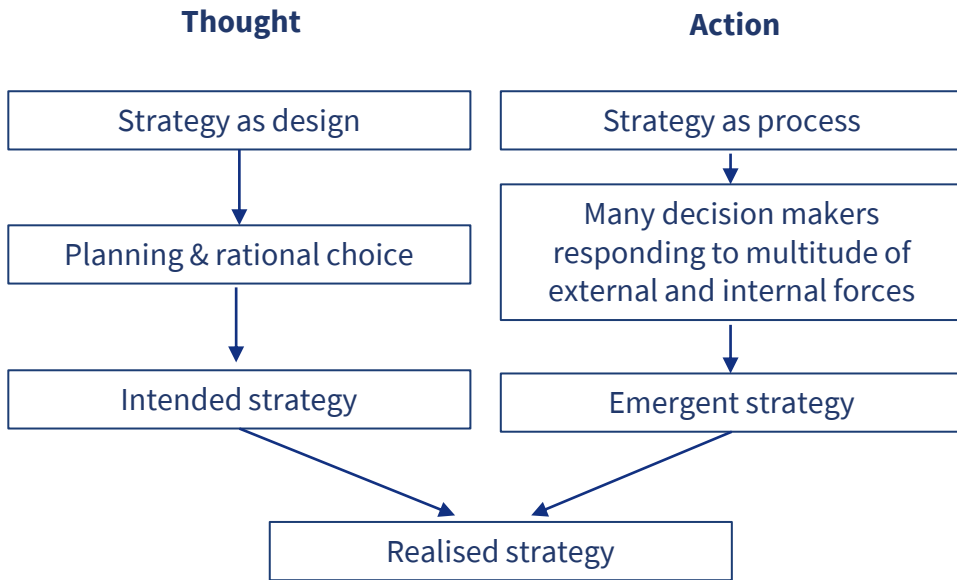 Thought
Action
Strategy as design
Strategy as process
Planning & rational choice
Many decision makers
responding to multitude of
external and internal forces
Intended strategy
Emergent strategy
Realised strategy